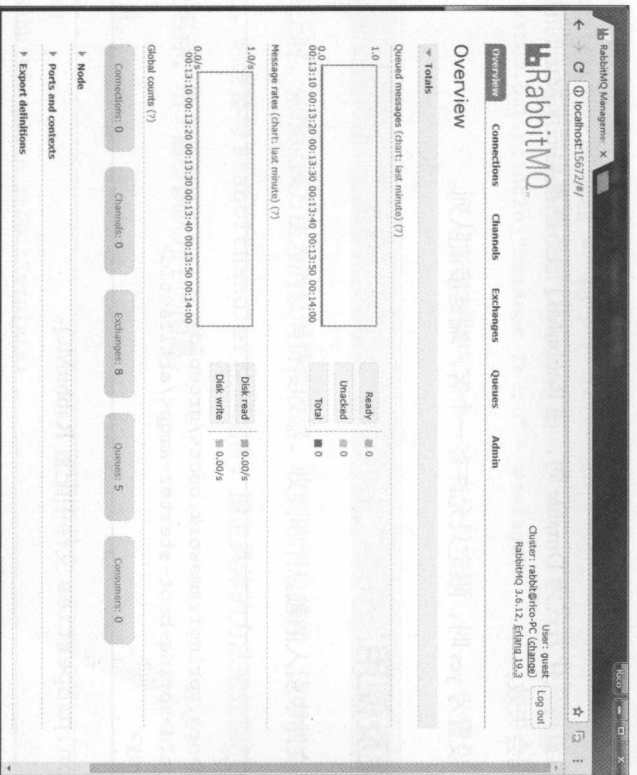 RabbitMQ Manageme ×
Rico
localhost:15672/#/
RabbitMQ
User: guest
Cluster: rabbit@rico-PC (change)
RabbitMQ 3.6.12, Erlang 19.3
Log out
Overview Connections Channels Exchanges Queues Admin
Overview
Totals
Queued messages (chart: last minute) (?)
1.0
0.0
00:13:10 00:13:20 00:13:30 00:13:40 00:13:50 00:14:00
Ready 0
Unacked 0
Total 0
Message rates (chart: last minute) (?)
1.0/s
0.0/s
00:13:10 00:13:20 00:13:30 00:13:40 00:13:50 00:14:00
Disk read 0.00/s
Disk write 0.00/s
Global counts (?)
Connections: 0 Channels: 0 Exchanges: 8 Queues: 5 Consumers: 0
Node
Ports and contexts
Export definitions